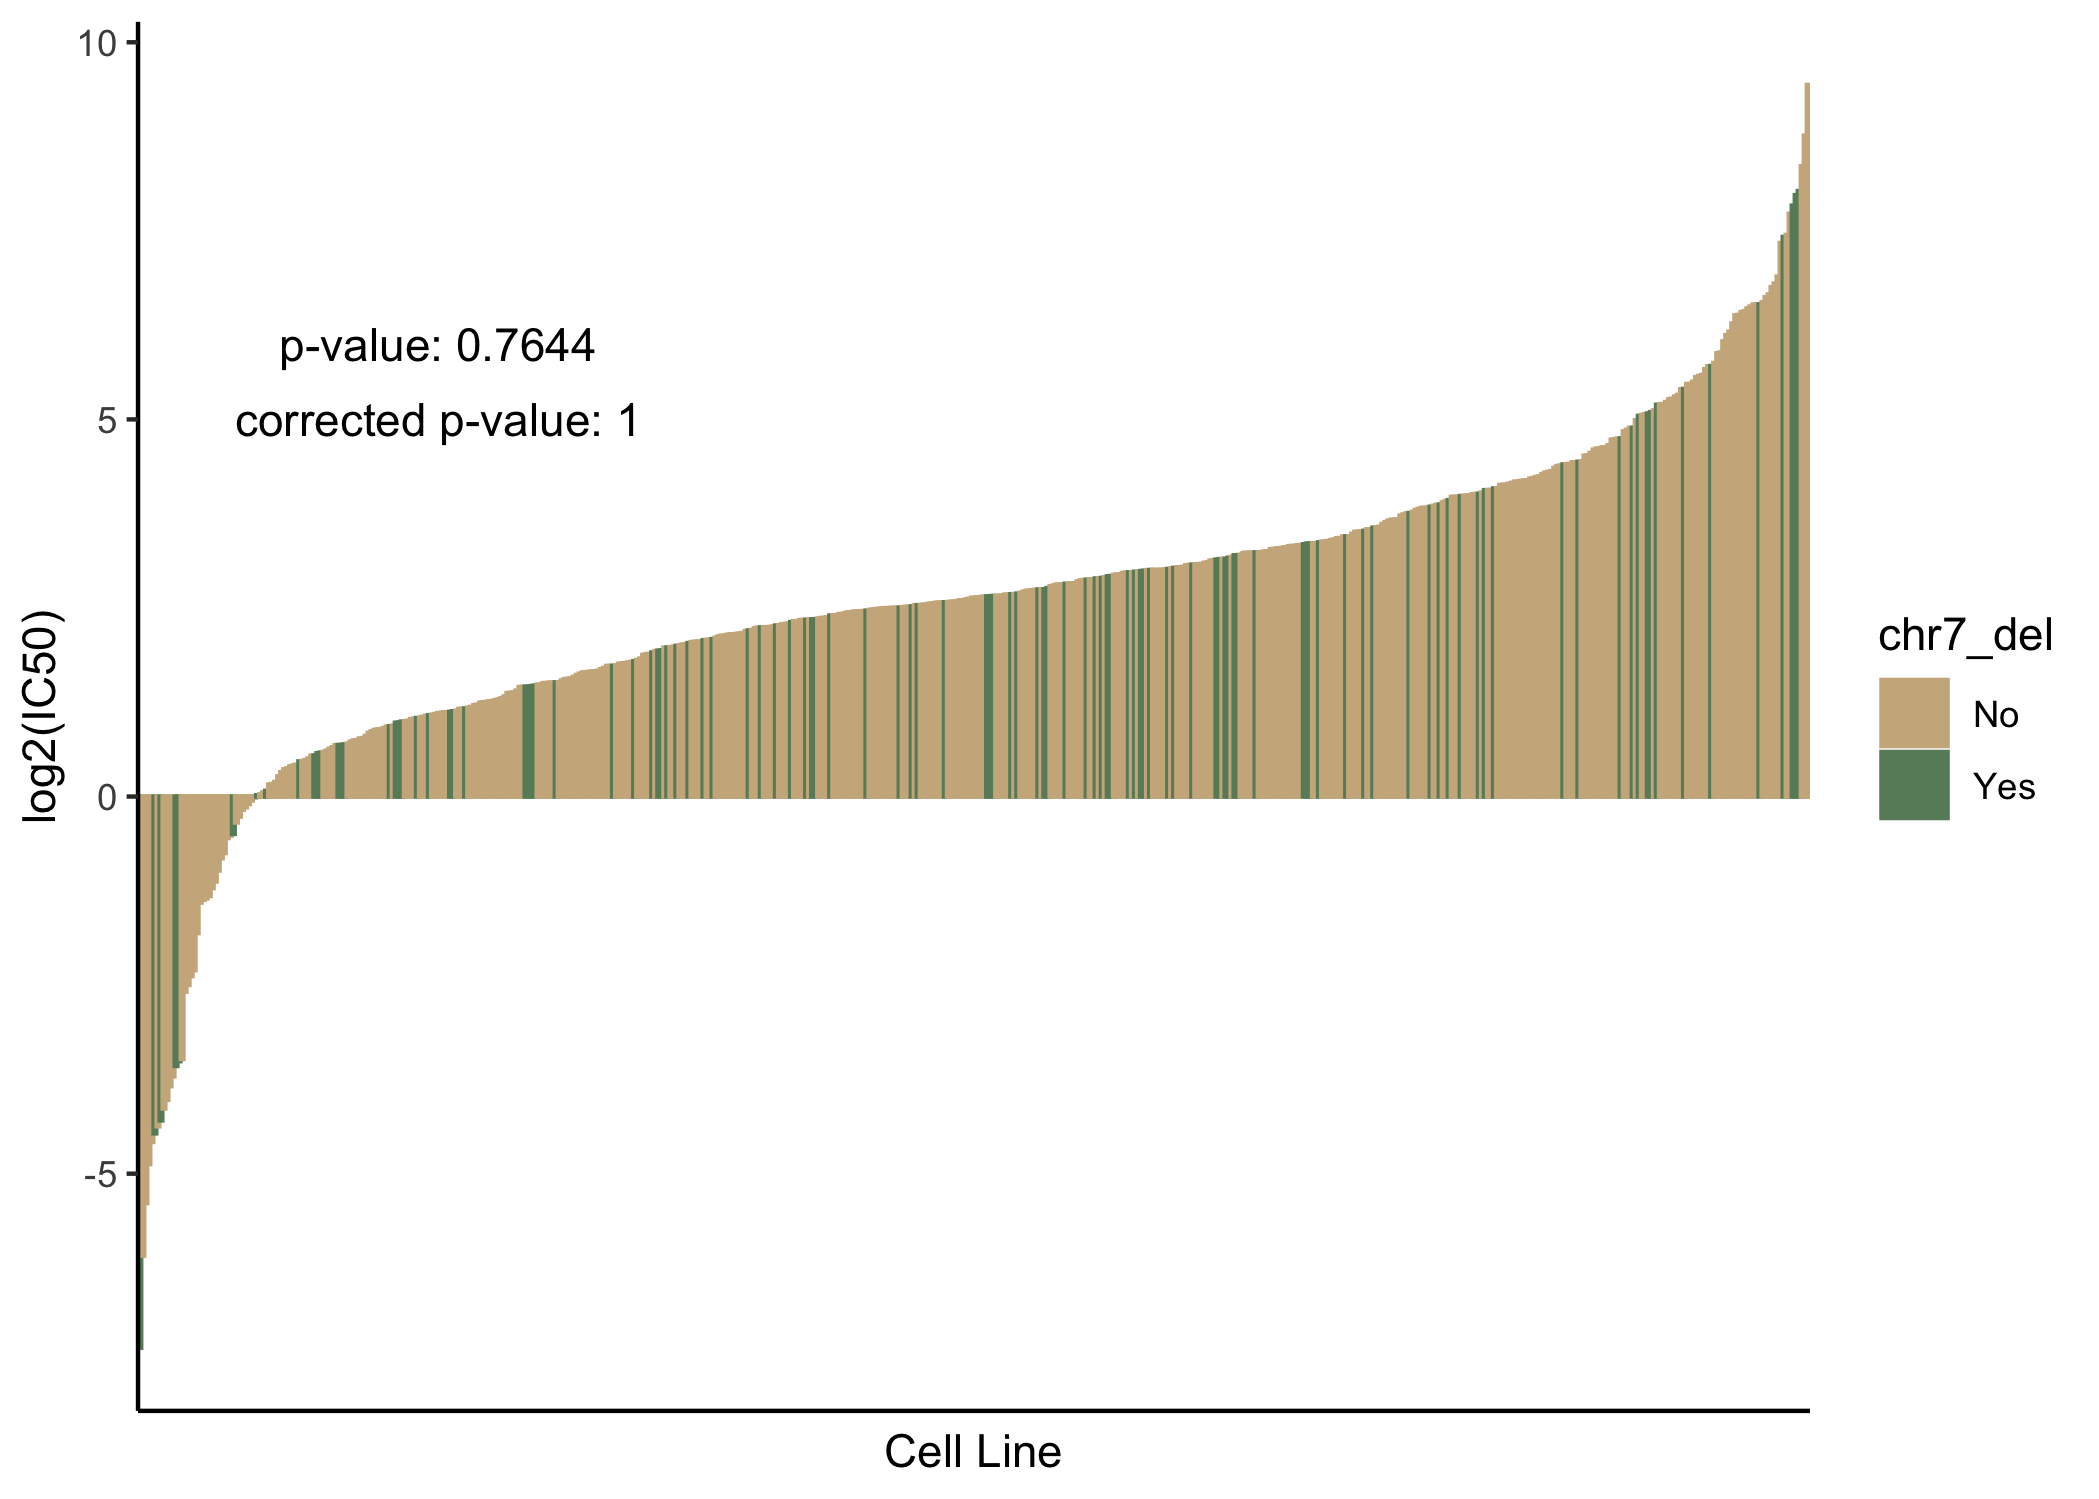 10
5
0
-5
log2(IC50)
p-value: 0.7644
corrected p-value: 1
Cell Line
chr7_del
No
Yes